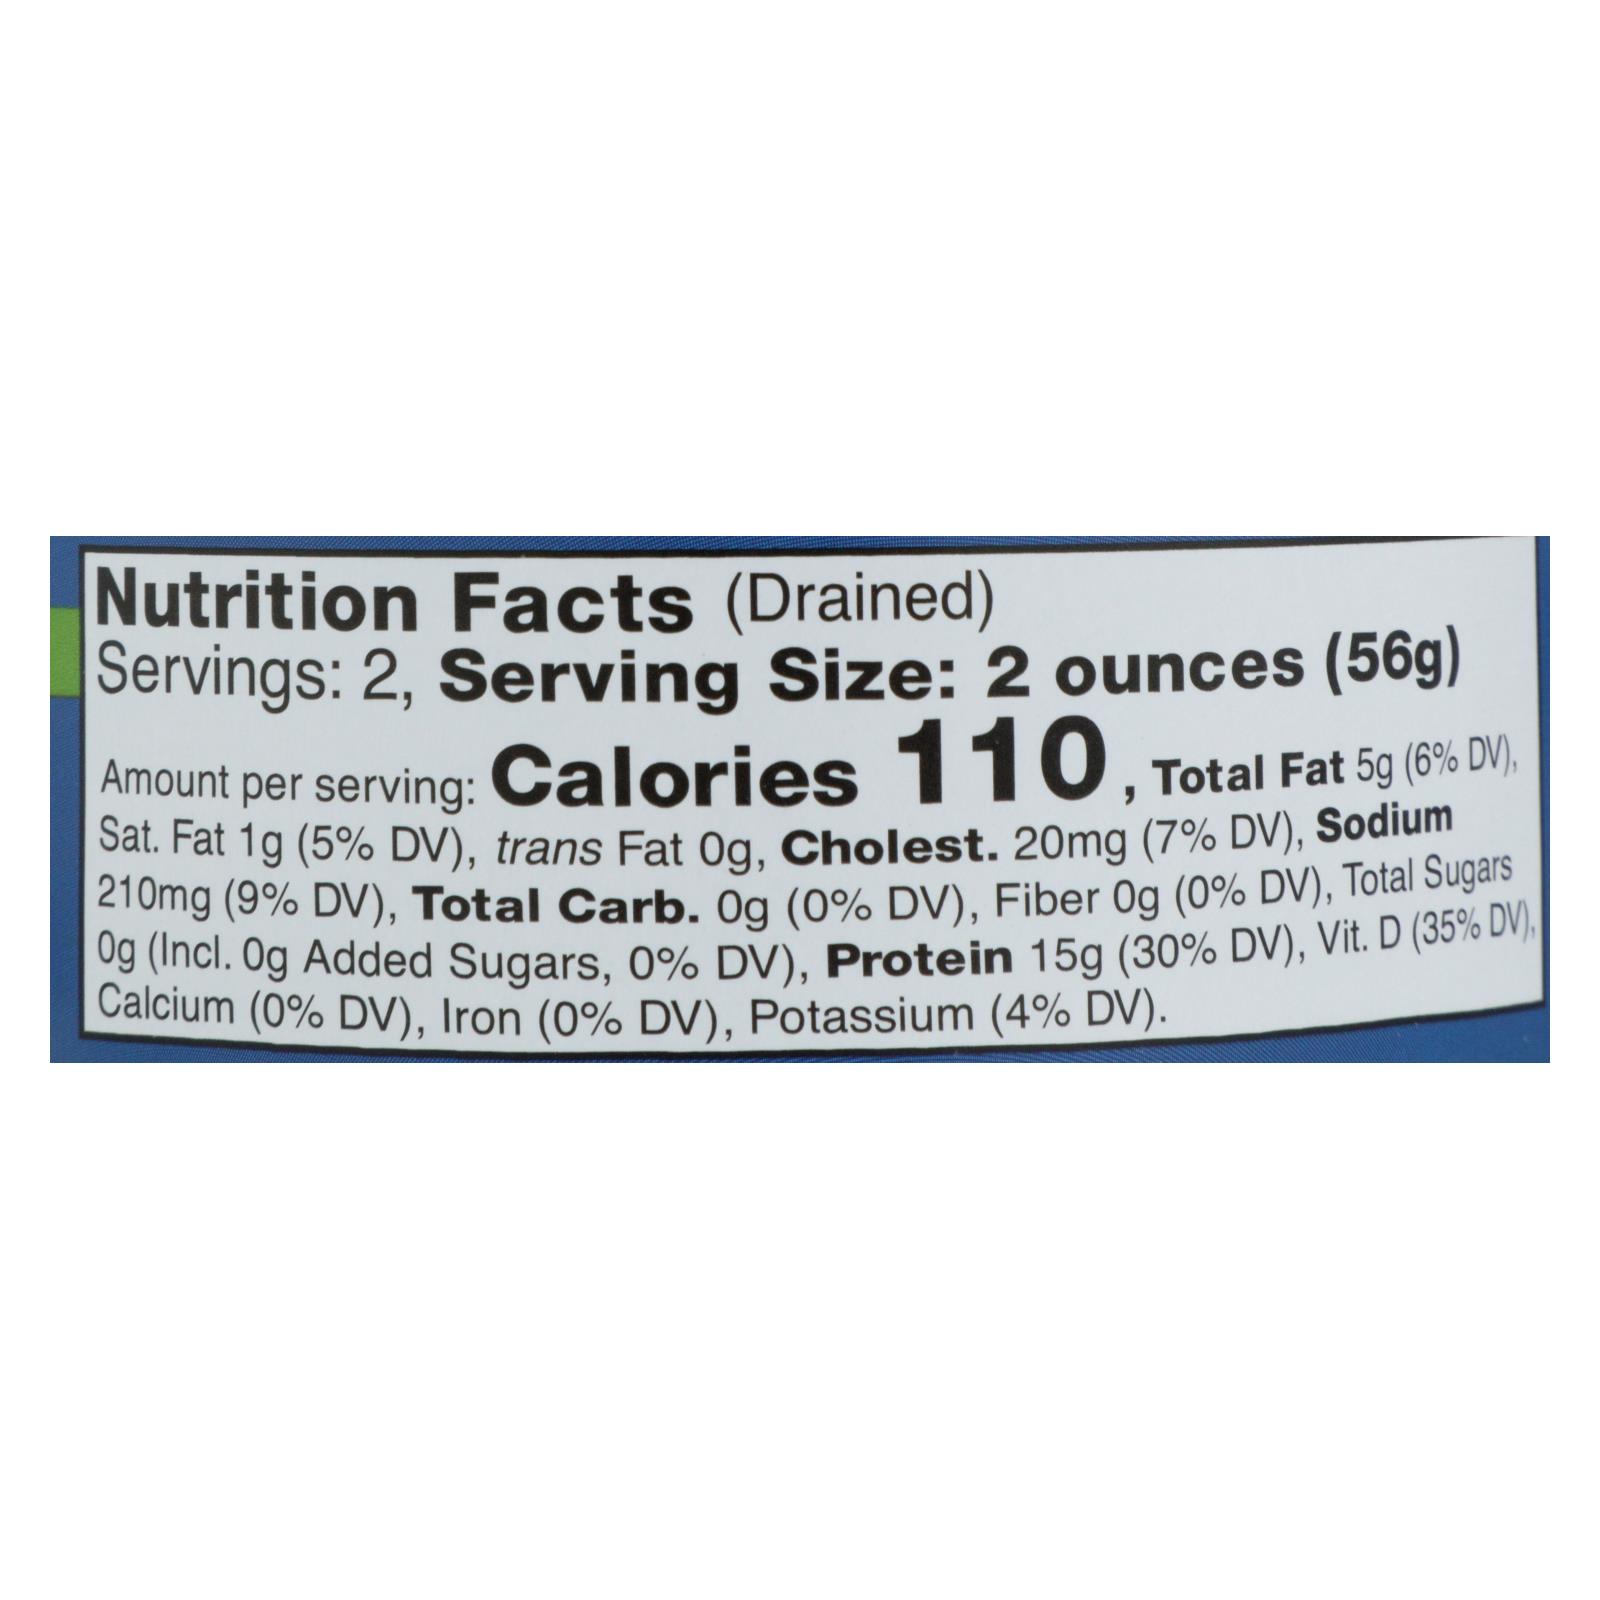 Nutrition Facts (Drained)
Servings: 2, Serving Size: 2 ounces (56g)
Amount per serving: Calories 110, Total Fat 5g (6% DV),
Sat. Fat 1g (5% DV), trans Fat 0g, Cholest. 20mg (7% DV), Sodium
210mg (9% DV), Total Carb. 0g (0% DV), Fiber 0g (0% DV), Total Sugars
0g (Incl. 0g Added Sugars, 0% DV), Protein 15g (30% DV), Vit. D (35% DV),
Calcium (0% DV), Iron (0% DV), Potassium (4% DV).